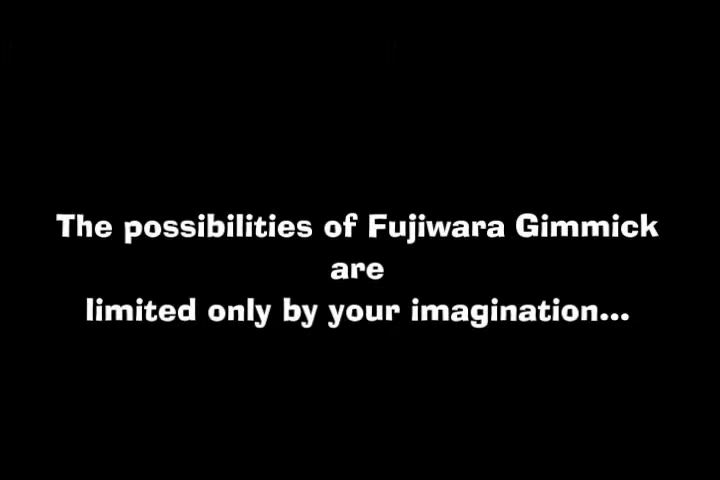 The possibilities of Fujiwara Gimmick
are
limited only by your imagination...